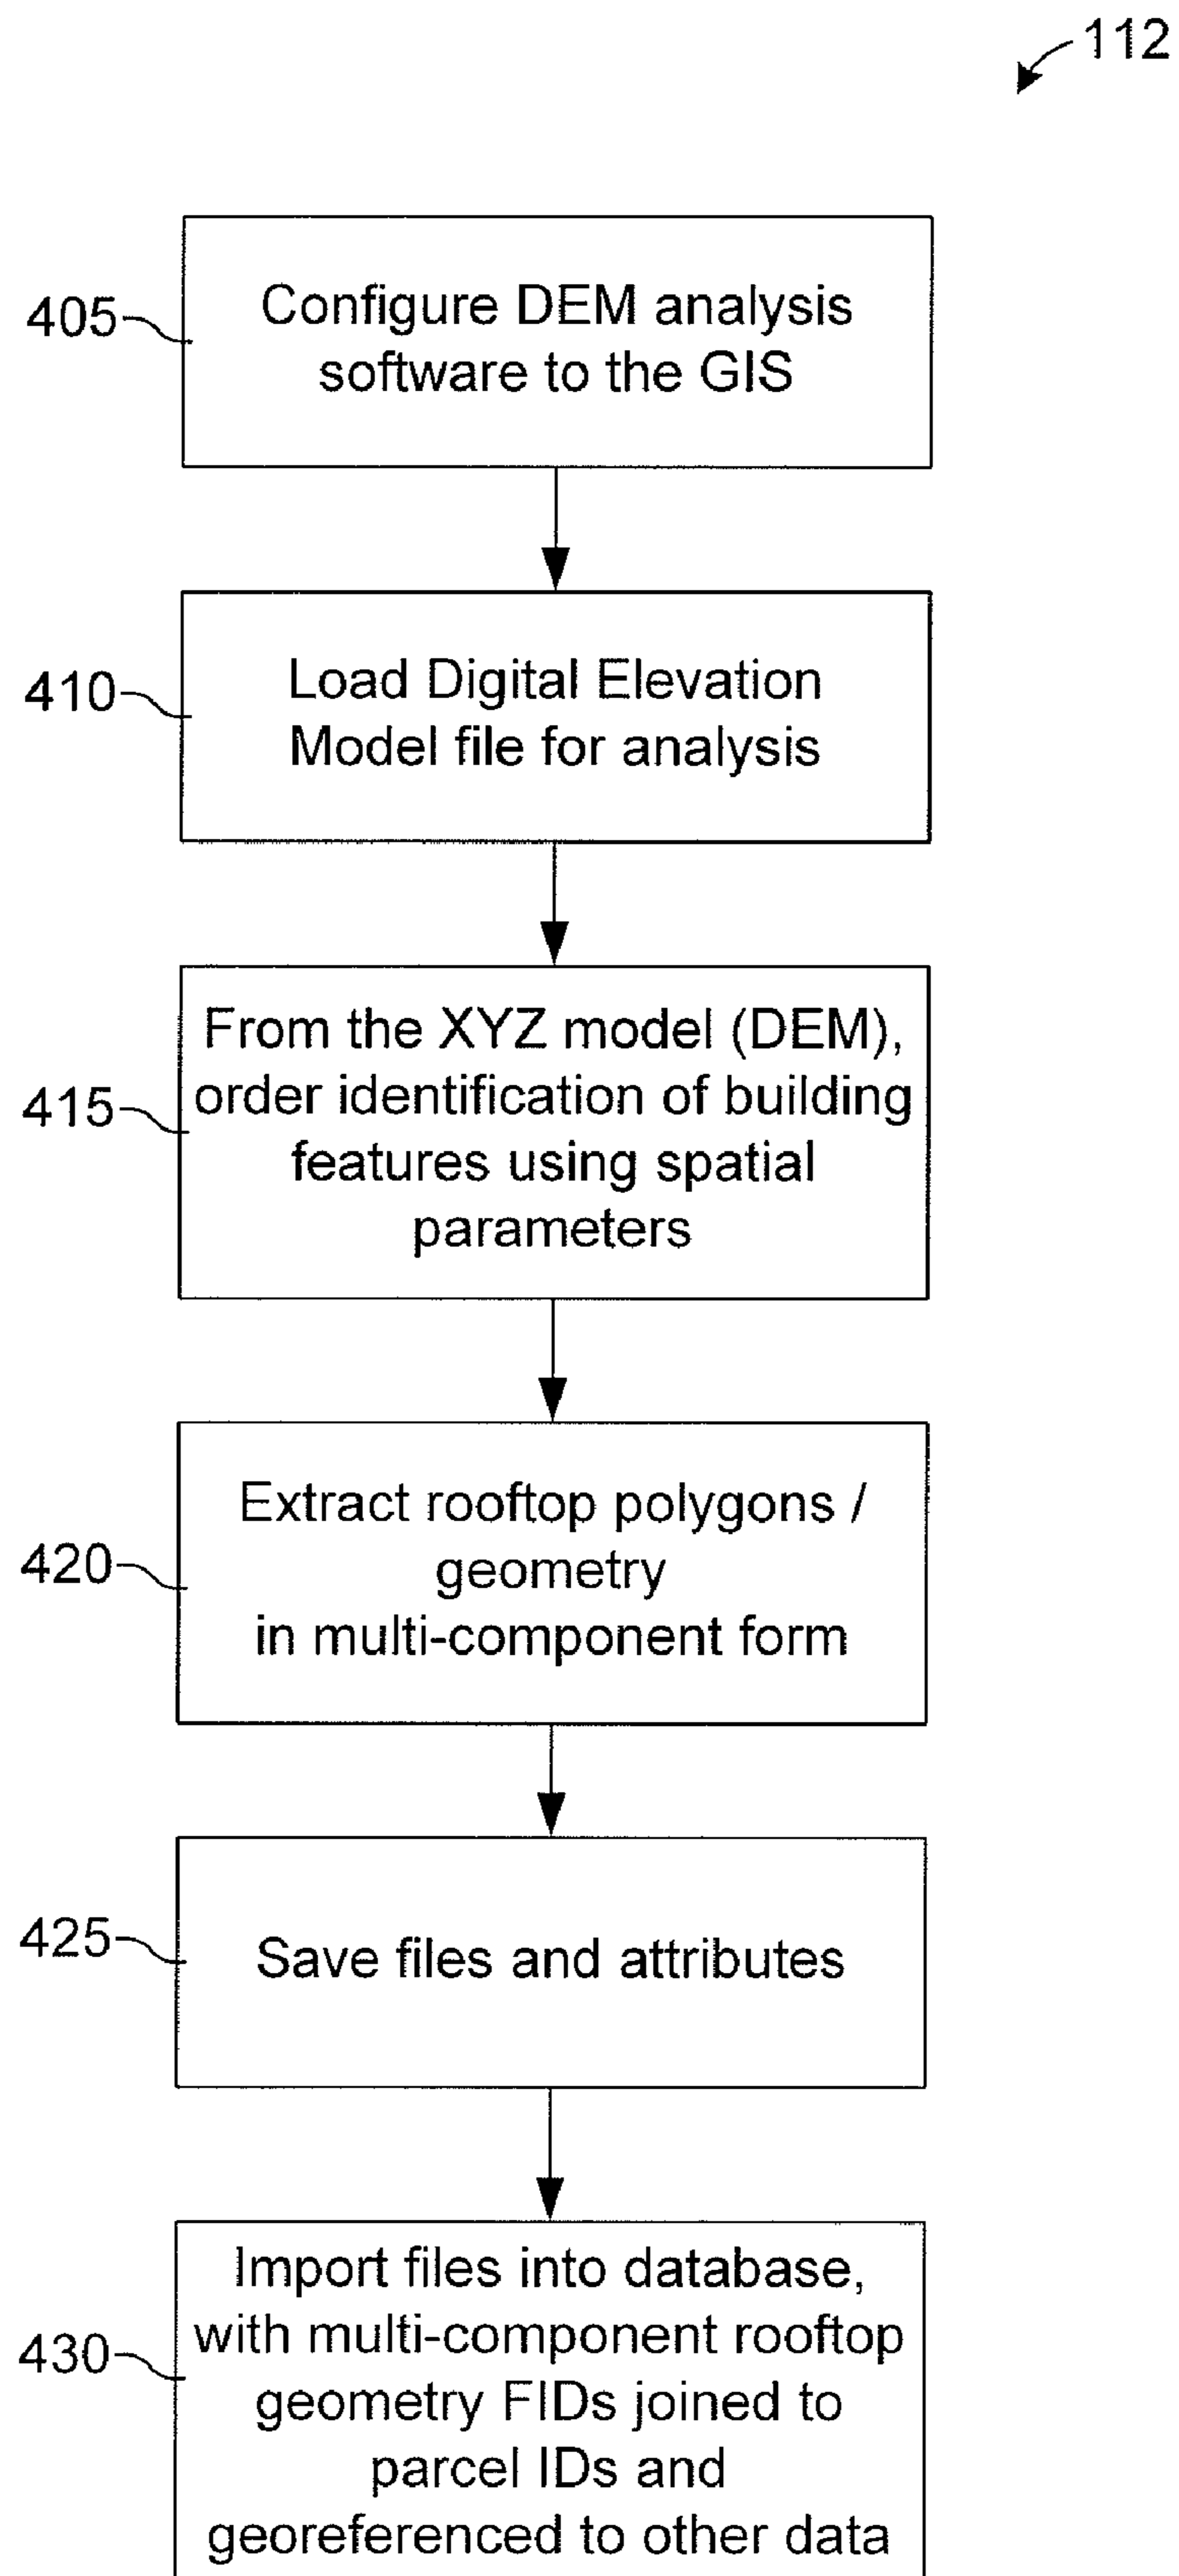 112
405
Configure DEM analysis
software to the GIS
410
Load Digital Elevation
Model file for analysis
415
From the XYZ model (DEM),
order identification of building
features using spatial
parameters
420
Extract rooftop polygons /
geometry
in multi-component form
425
Save files and attributes
430
Import files into database,
with multi-component rooftop
geometry FIDs joined to
parcel IDs and
georeferenced to other data